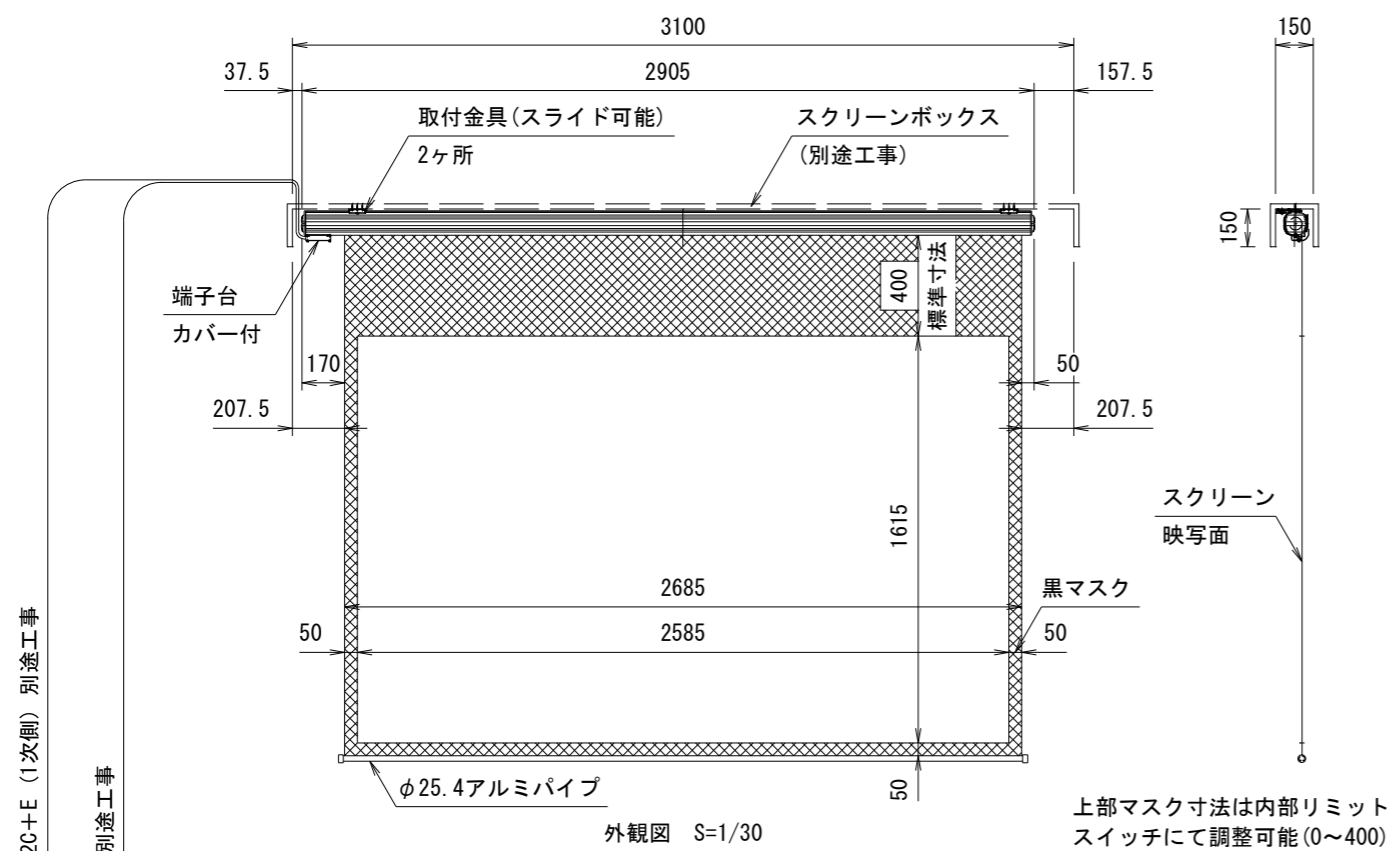 3100
150
37.5
2905
157.5
取付金具(スライド可能)
2ヶ所
スクリーンボックス
(別途工事)
150
端子台
カバー付
400
標準寸法
170
50
207.5
207.5
1615
スクリーン
映写面
2685
黒マスク
50
2585
50
2C+E (1次側) 別途工事
別途工事
φ25.4アルミパイプ
50
外観図 S=1/30
上部マスク寸法は内部リミット
スイッチにて調整可能(0～400)